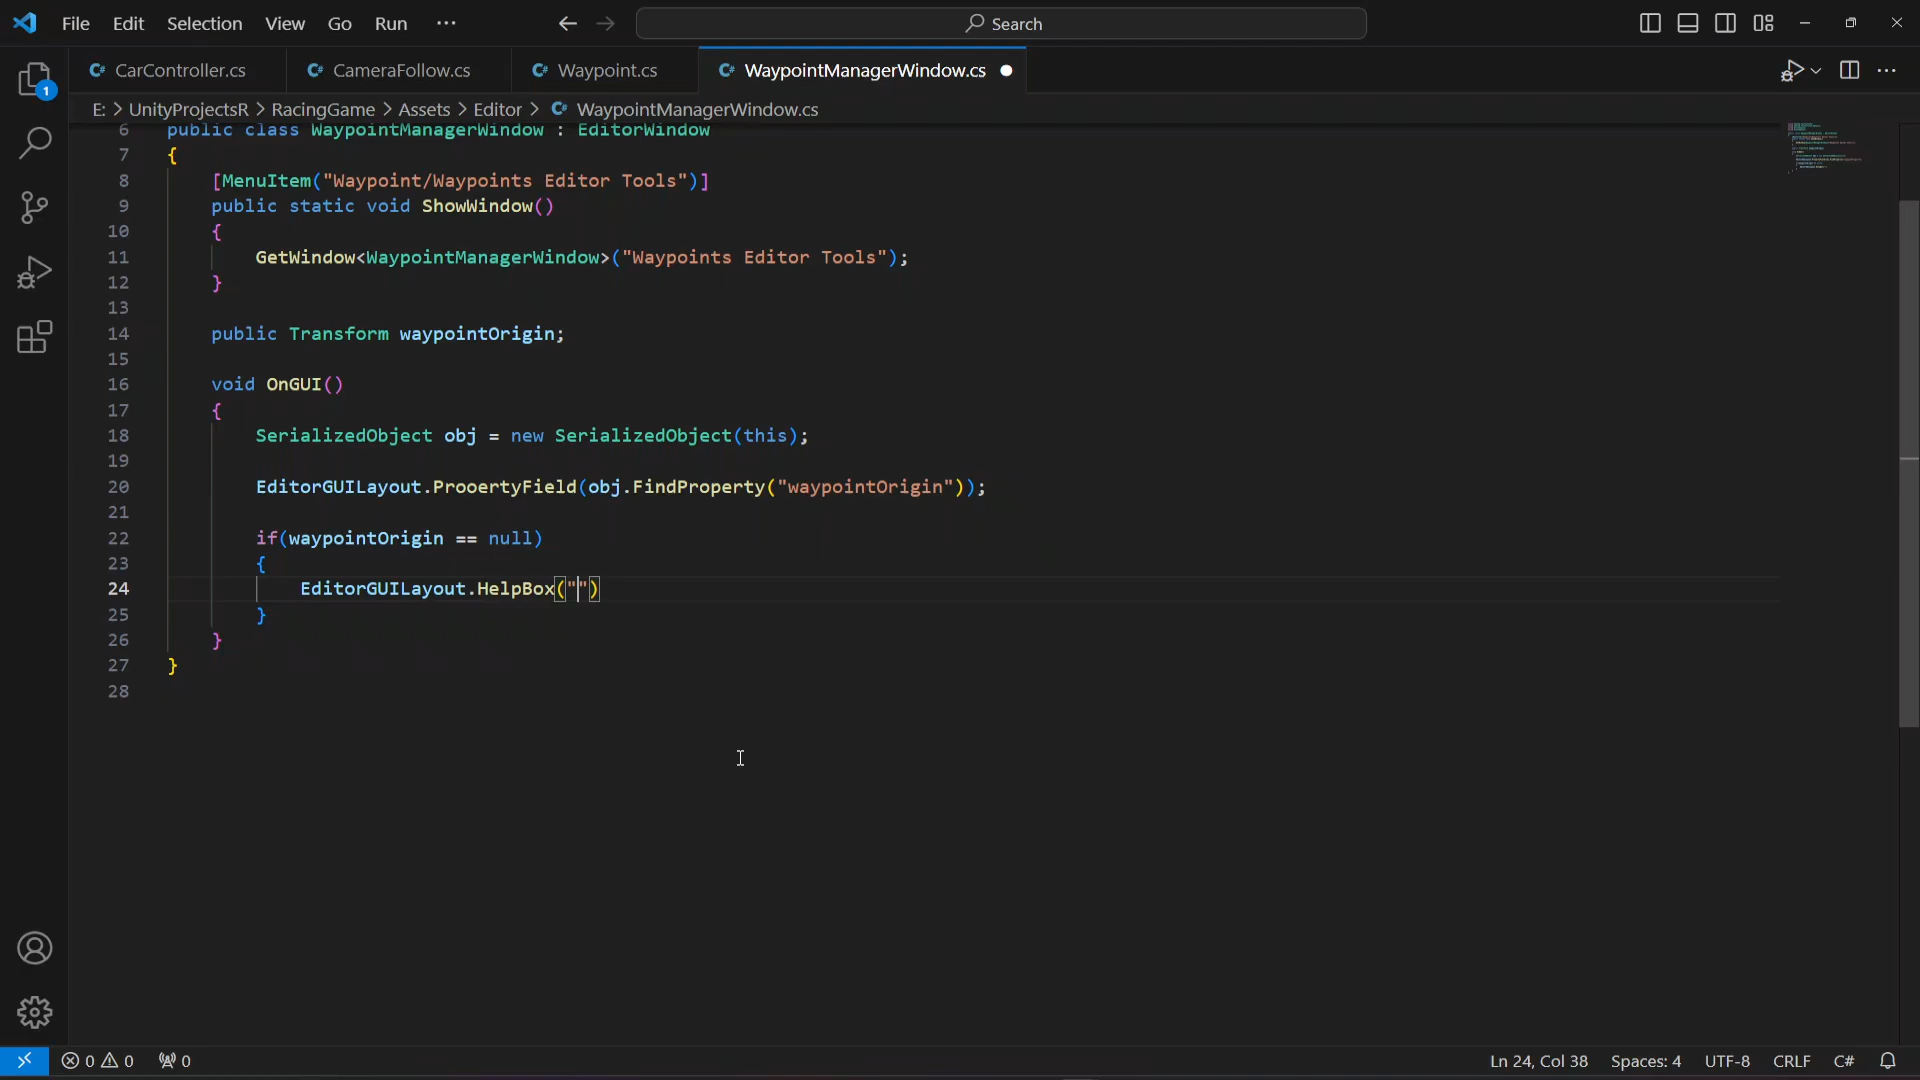 File Edit Selection View Go Run ··· Search
CarController.cs CameraFollow.cs Waypoint.cs WaypointManagerWindow.cs
1
E: > UnityProjectsR > RacingGame > Assets > Editor > WaypointManagerWindow.cs
6 public class WaypointManagerWindow : EditorWindow
7 {
8 [MenuItem("Waypoint/Waypoints Editor Tools")]
9 public static void ShowWindow()
10 {
11 GetWindow<WaypointManagerWindow>("Waypoints Editor Tools");
12 }
13
14 public Transform waypointOrigin;
15
16 void OnGUI()
17 {
18 SerializedObject obj = new SerializedObject(this);
19
20 EditorGUILayout.ProoertyField(obj.FindProperty("waypointOrigin"));
21
22 if(waypointOrigin == null)
23 {
24 EditorGUILayout.HelpBox("")
25 }
26 }
27 }
28
0 0 0 Ln 24, Col 38 Spaces: 4 UTF-8 CRLF C#